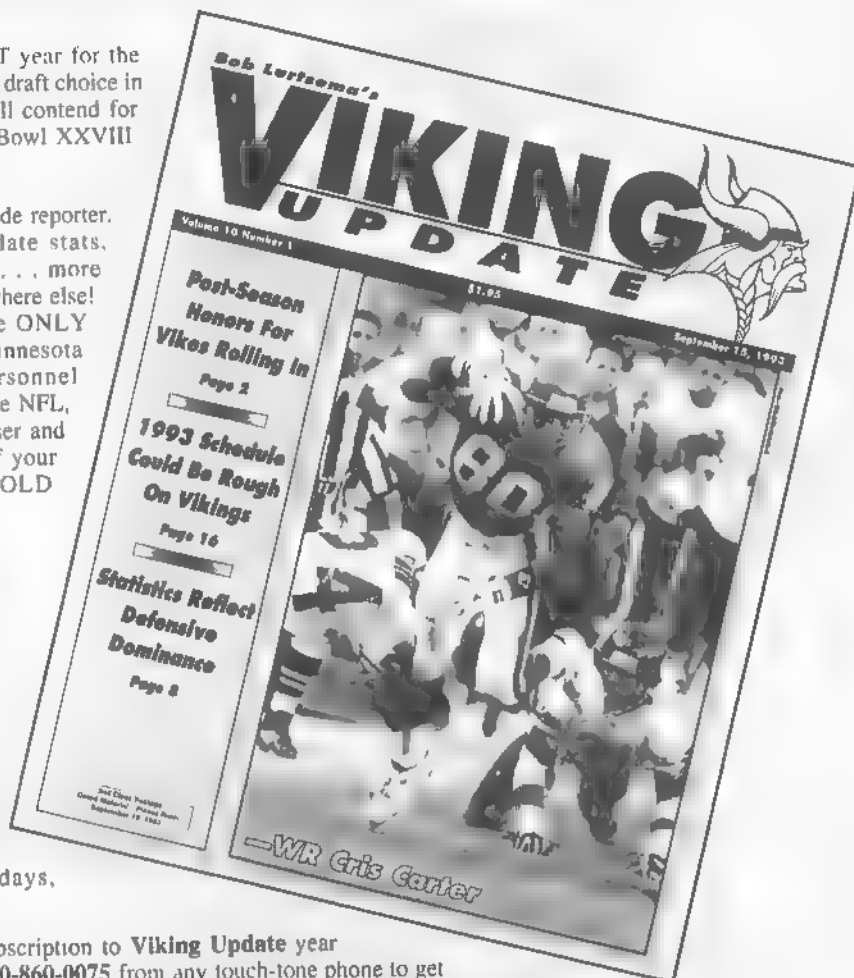 T year for the
draft choice in
ll contend for
Bowl XXVIII
de reporter.
late stats,
. . . more
here else!
e ONLY
nnesota
rsonnel
e NFL,
ser and
f your
OLD
days,
bscription to Viking Update year
0-860-0075 from any touch-tone phone to get
Bob Lurtsema's
VIKING
UPDATE
Volume 10 Number 1
$1.95
September 15, 1993
Post-Season
Honors For
Vikes Rolling In
Page 2
1993 Schedule
Could Be Rough
On Vikings
Page 16
Statistics Reflect
Defensive
Dominance
Page 8
80
—WR Cris Carter